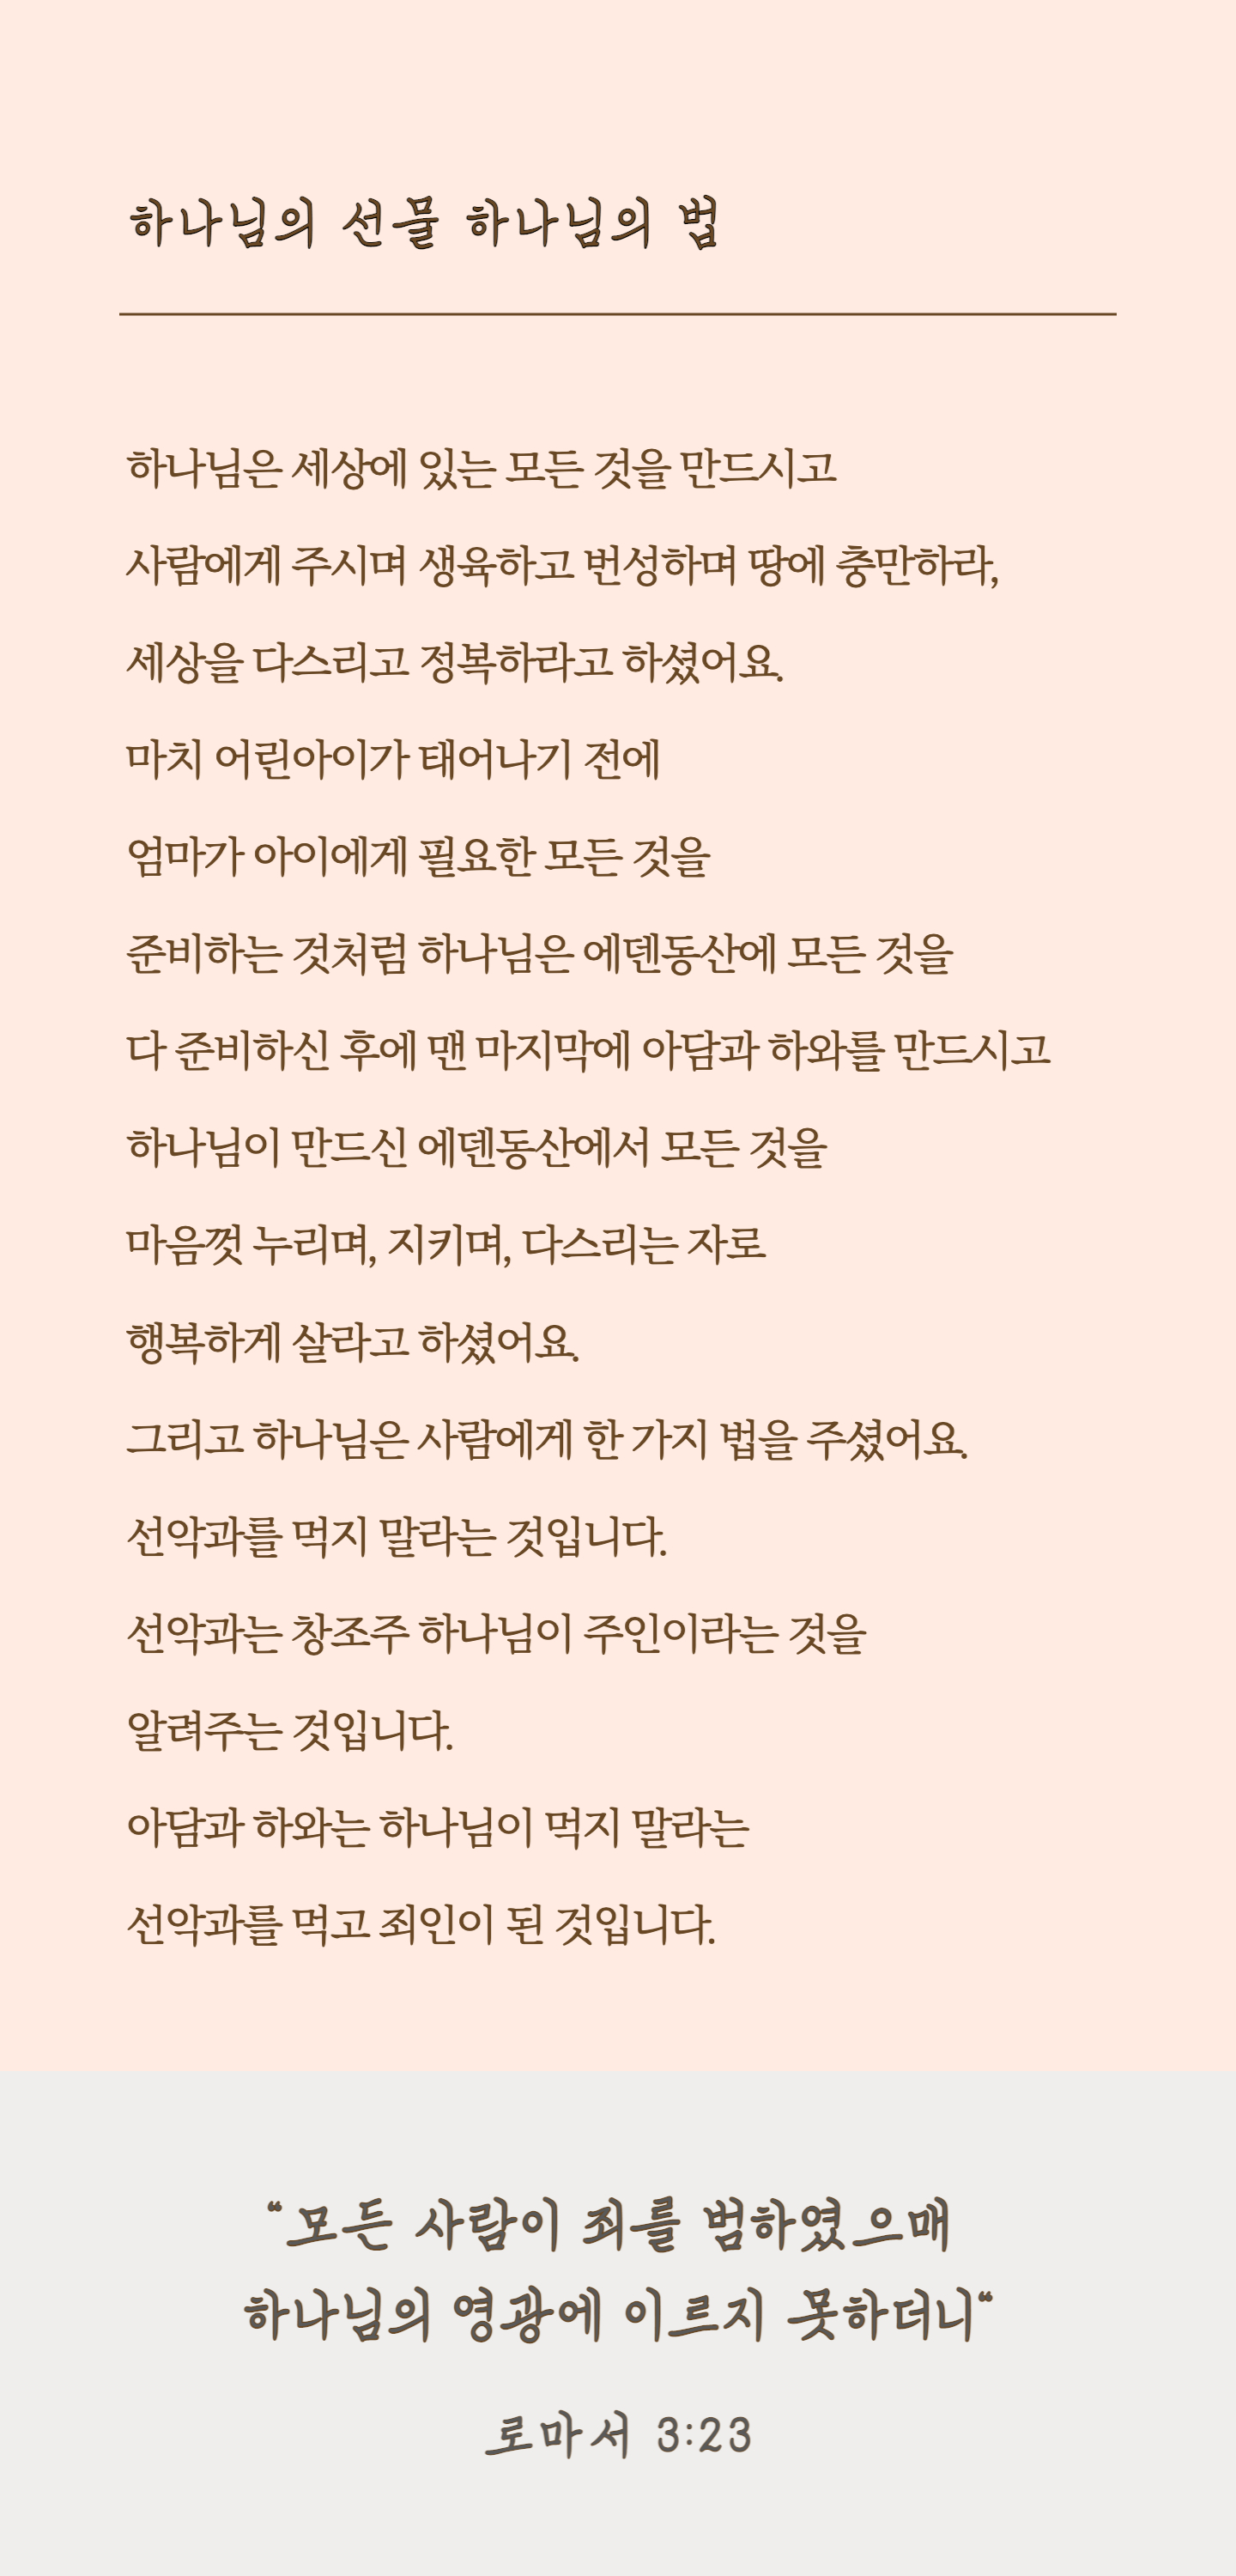 하나님의 선물 하나님의 법
하나님은 세상에 있는 모든 것을 만드시고
사람에게 주시며 생육하고 번성하며 땅에 충만하라,
세상을 다스리고 정복하라고 하셨어요.
마치 어린아이가 태어나기 전에
엄마가 아이에게 필요한 모든 것을
준비하는 것처럼 하나님은 에덴동산에 모든 것을
다 준비하신 후에 맨 마지막에 아담과 하와를 만드시고
하나님이 만드신 에덴동산에서 모든 것을
마음껏 누리며, 지키며, 다스리는 자로
행복하게 살라고 하셨어요.
그리고 하나님은 사람에게 한 가지 법을 주셨어요.
선악과를 먹지 말라는 것입니다.
선악과는 창조주 하나님이 주인이라는 것을
알려주는 것입니다.
아담과 하와는 하나님이 먹지 말라는
선악과를 먹고 죄인이 된 것입니다.
“모든 사람이 죄를 범하였으매
하나님의 영광에 이르지 못하더니“
로마서 3:23